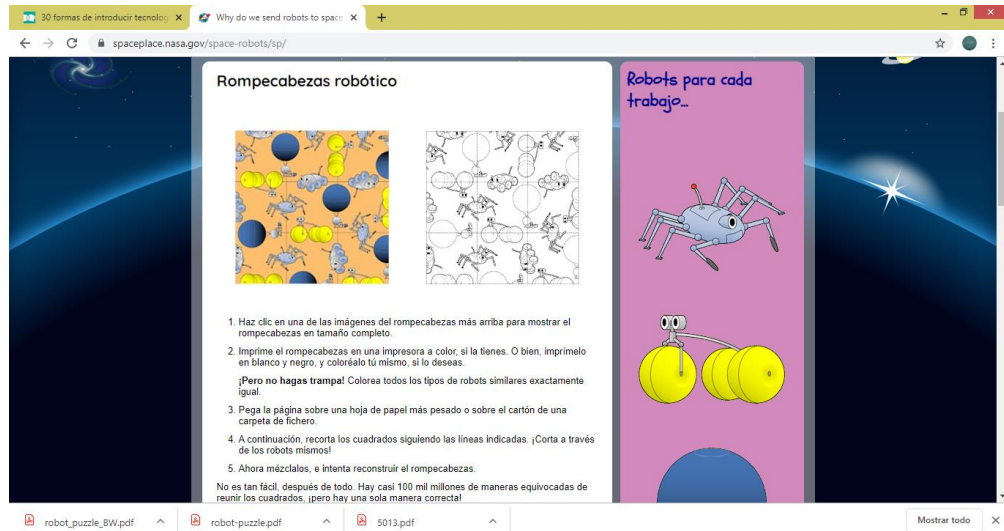 30 formas de introducir tecnolog
Why do we send robots to space
spaceplace.nasa.gov/space-robots/sp/
Rompecabezas robótico
1. Haz clic en una de las imágenes del rompecabezas más arriba para mostrar el
rompecabezas en tamaño completo.
2. Imprime el rompecabezas en una impresora a color, si la tienes. O bien, imprímelo
en blanco y negro, y coloréalo tú mismo, si lo deseas.
¡Pero no hagas trampa! Colorea todos los tipos de robots similares exactamente
igual.
3. Pega la página sobre una hoja de papel más pesado o sobre el cartón de una
carpeta de fichero.
4. A continuación, recorta los cuadrados siguiendo las líneas indicadas. ¡Corta a través
de los robots mismos!
5. Ahora mézclalos, e intenta reconstruir el rompecabezas.
No es tan fácil, después de todo. Hay casi 100 mil millones de maneras equivocadas de
reunir los cuadrados, ¡pero hay una sola manera correcta!
Robots para cada
trabajo...
robot_puzzle_BW.pdf
robot-puzzle.pdf
5013.pdf
Mostrar todo